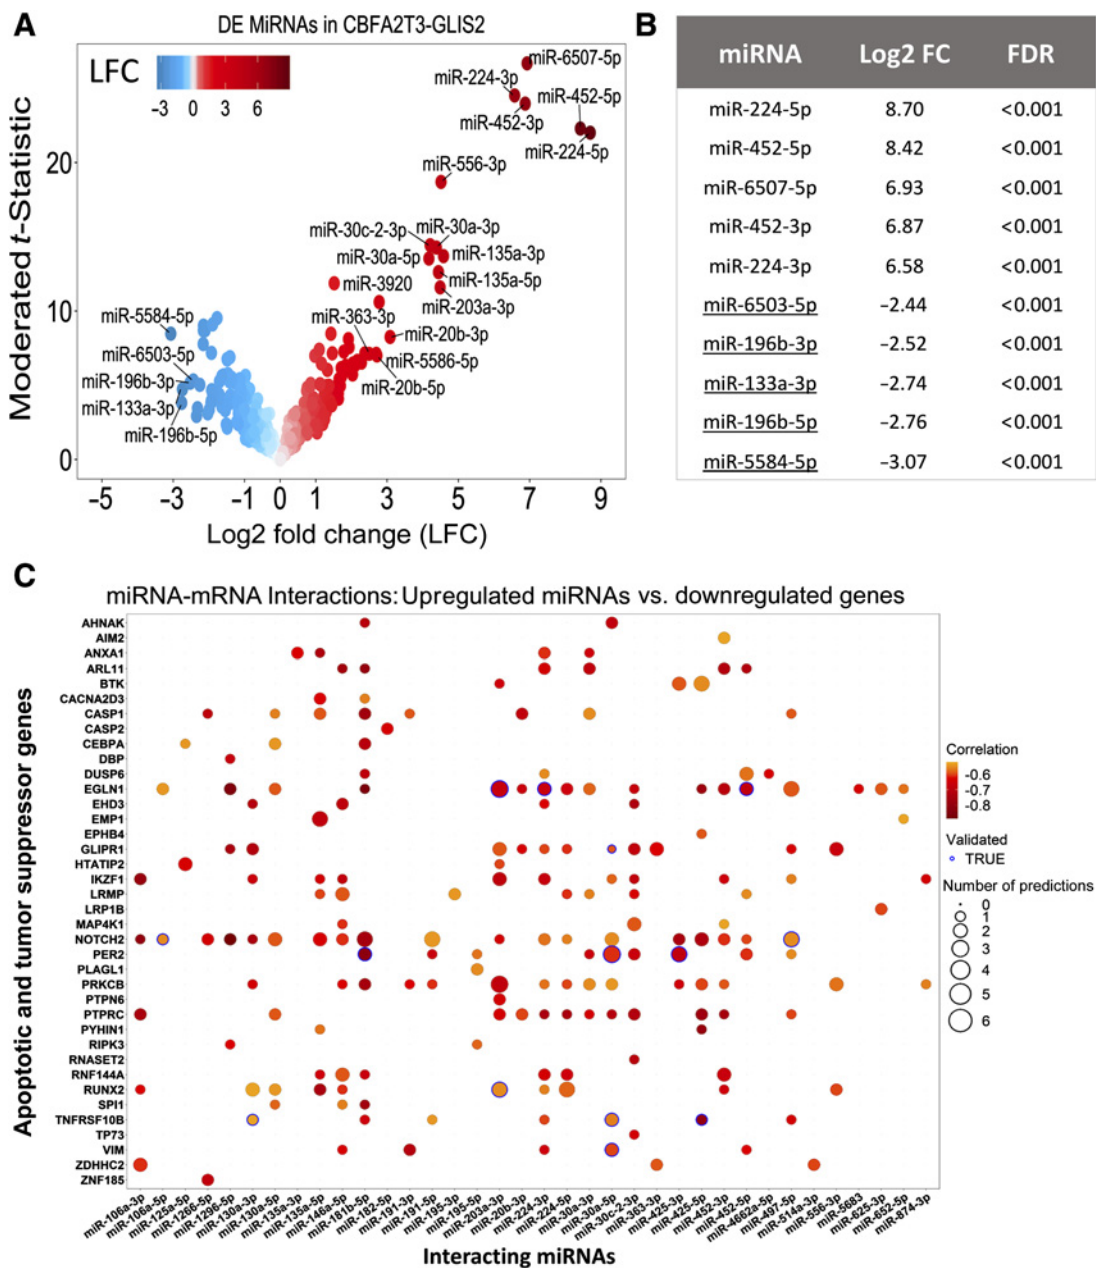 A
DE MiRNAs in CBFA2T3-GLIS2
LFC
−3 0 3 6
miR-6507-5p
miR-224-3p
miR-452-5p
miR-452-3p
miR-224-5p
miR-556-3p
miR-30c-2-3p
miR-30a-3p
miR-30a-5p
miR-135a-3p
miR-3920
miR-135a-5p
miR-203a-3p
miR-363-3p
miR-20b-3p
miR-5586-5p
miR-20b-5p
miR-5584-5p
miR-6503-5p
miR-196b-3p
miR-133a-3p
miR-196b-5p
Moderated t-Statistic
20
10
0
−5 −3 −1 0 1 3 5 7 9
Log2 fold change (LFC)
B
miRNA Log2 FC FDR
miR-224-5p 8.70 <0.001
miR-452-5p 8.42 <0.001
miR-6507-5p 6.93 <0.001
miR-452-3p 6.87 <0.001
miR-224-3p 6.58 <0.001
miR-6503-5p −2.44 <0.001
miR-196b-3p −2.52 <0.001
miR-133a-3p −2.74 <0.001
miR-196b-5p −2.76 <0.001
miR-5584-5p −3.07 <0.001
C
miRNA-mRNA Interactions: Upregulated miRNAs vs. downregulated genes
Apoptotic and tumor suppressor genes
AHNAK
AIM2
ANXA1
ARL11
BTK
CACNA2D3
CASP1
CASP2
CEBPA
DBP
DUSP6
EGLN1
EHD3
EMP1
EPHB4
GLIPR1
HTATIP2
IKZF1
LRMP
LRP1B
MAP4K1
NOTCH2
PER2
PLAGL1
PRKCB
PTPN6
PTPRC
PYHIN1
RIPK3
RNASET2
RNF144A
RUNX2
SPI1
TNFRSF10B
TP73
VIM
ZDHHC2
ZNF185
Correlation
-0.6
-0.7
-0.8
Validated
TRUE
Number of predictions
0
1
2
3
4
5
6
miR-106a-3p
miR-106a-5p
miR-125a-5p
miR-1266-5p
miR-1296-5p
miR-130a-3p
miR-130a-5p
miR-135a-3p
miR-135a-5p
miR-146a-5p
miR-181d-5p
miR-182-5p
miR-191-3p
miR-191-5p
miR-195-3p
miR-195-5p
miR-203a-3p
miR-20b-3p
miR-224-3p
miR-224-5p
miR-30a-3p
miR-30a-5p
miR-30c-2-3p
miR-363-3p
miR-425-3p
miR-425-5p
miR-452-3p
miR-452-5p
miR-4662a-5p
miR-497-5p
miR-514a-3p
miR-556-3p
miR-5683
miR-625-3p
miR-652-5p
miR-874-3p
Interacting miRNAs